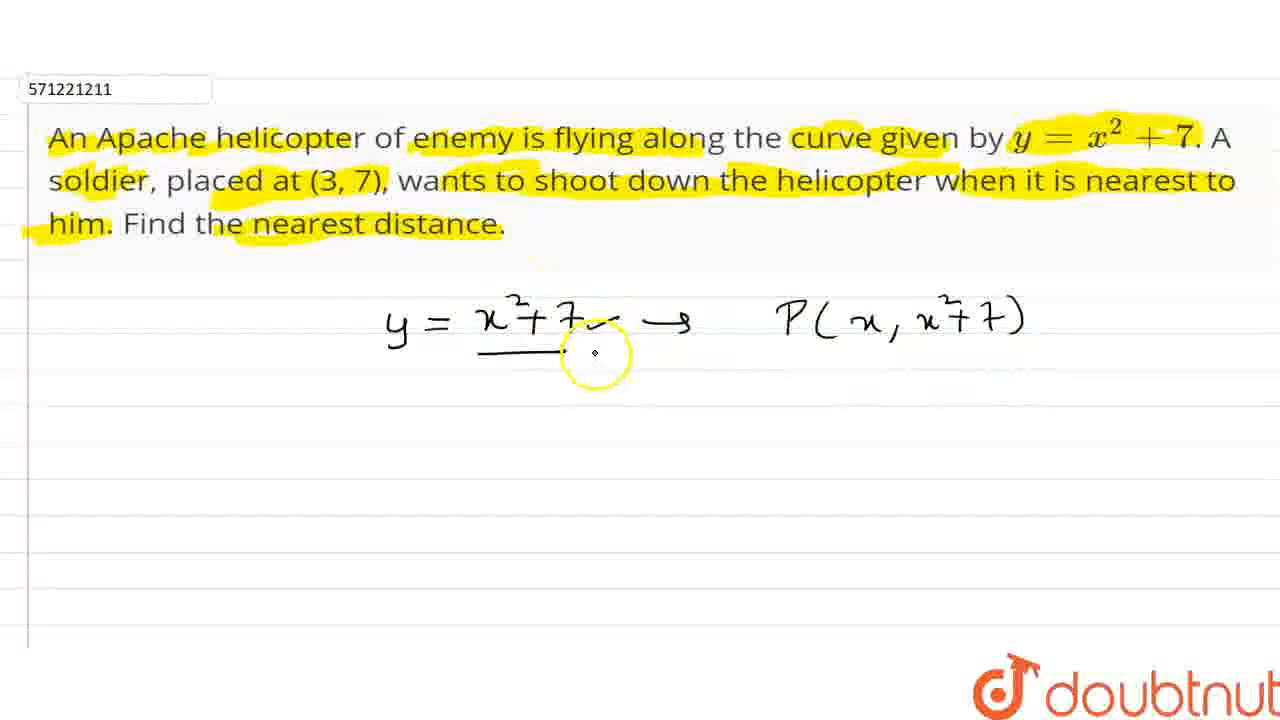 571221211
An Apache helicopter of enemy is flying along the curve given by y = x² + 7. A
soldier, placed at (3, 7), wants to shoot down the helicopter when it is nearest to
him. Find the nearest distance.
y = x² + 7 → P(x, x² + 7)
doubtnut